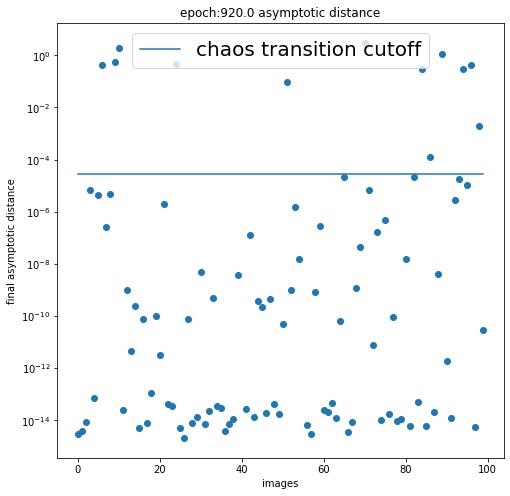 epoch:920.0 asymptotic distance
chaos transition cutoff
final asymptotic distance
10⁰
10⁻²
10⁻⁴
10⁻⁶
10⁻⁸
10⁻¹⁰
10⁻¹²
10⁻¹⁴
0 20 40 60 80 100
images